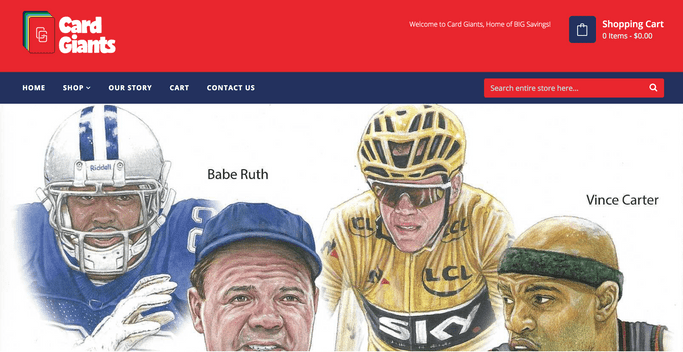 Card
Giants
Welcome to Card Giants, Home of BIG Savings!
Shopping Cart
0 Items - $0.00
HOME
SHOP
OUR STORY
CART
CONTACT US
Search entire store here...
Riddell
Babe Ruth
Vince Carter
LCL
LCL
SKY